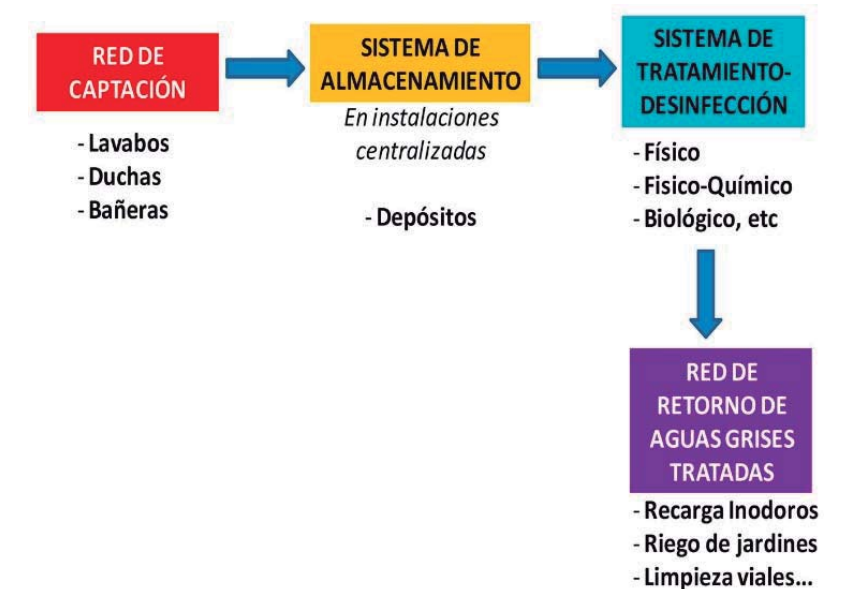 RED DE
CAPTACIÓN
- Lavabos
- Duchas
- Bañeras
SISTEMA DE
ALMACENAMIENTO
En instalaciones
centralizadas
- Depósitos
SISTEMA DE
TRATAMIENTO-
DESINFECCIÓN
- Físico
- Fisico-Químico
- Biológico, etc
RED DE
RETORNO DE
AGUAS GRISES
TRATADAS
- Recarga Inodoros
- Riego de jardines
- Limpieza viales...